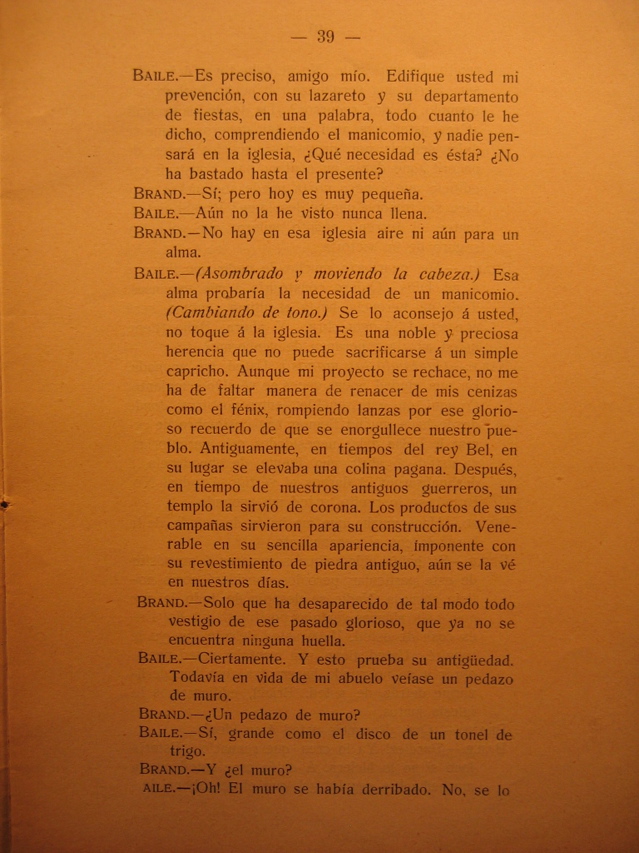 — 39 —
BAILE.—Es preciso, amigo mío. Edifique usted mi
prevención, con su lazareto y su departamento
de fiestas, en una palabra, todo cuanto le he
dicho, comprendiendo el manicomio, y nadie pen-
sará en la iglesia, ¿Qué necesidad es ésta? ¿No
ha bastado hasta el presente?
BRAND.—Sí; pero hoy es muy pequeña.
BAILE.—Aún no la he visto nunca llena.
BRAND.—No hay en esa iglesia aire ni aún para un
alma.
BAILE.—(Asombrado y moviendo la cabeza.) Esa
alma probaría la necesidad de un manicomio.
(Cambiando de tono.) Se lo aconsejo á usted,
no toque á la iglesia. Es una noble y preciosa
herencia que no puede sacrificarse á un simple
capricho. Aunque mi proyecto se rechace, no me
ha de faltar manera de renacer de mis cenizas
como el fénix, rompiendo lanzas por ese glorio-
so recuerdo de que se enorgullece nuestro pue-
blo. Antiguamente, en tiempos del rey Bel, en
su lugar se elevaba una colina pagana. Después,
en tiempo de nuestros antiguos guerreros, un
templo la sirvió de corona. Los productos de sus
campañas sirvieron para su construcción. Vene-
rable en su sencilla apariencia, imponente con
su revestimiento de piedra antiguo, aún se la vé
en nuestros días.
BRAND.—Solo que ha desaparecido de tal modo todo
vestigio de ese pasado glorioso, que ya no se
encuentra ninguna huella.
BAILE.—Ciertamente. Y esto prueba su antigüedad.
Todavía en vida de mi abuelo veíase un pedazo
de muro.
BRAND.—¿Un pedazo de muro?
BAILE.—Sí, grande como el disco de un tonel de
trigo.
BRAND.—Y ¿el muro?
AILE.—¡Oh! El muro se había derribado. No, se lo